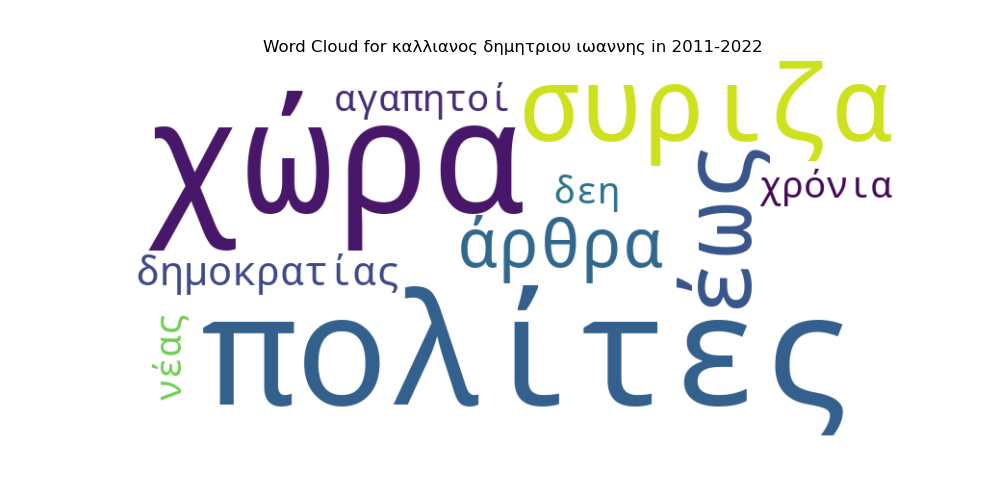 Word Cloud for καλλιανος δημητριου ιωαννης in 2011-2022
αγαπητοί
συριζα
χώρα
δεη
χρόνια
έως
άρθρα
δημοκρατίας
νέας
πολίτες